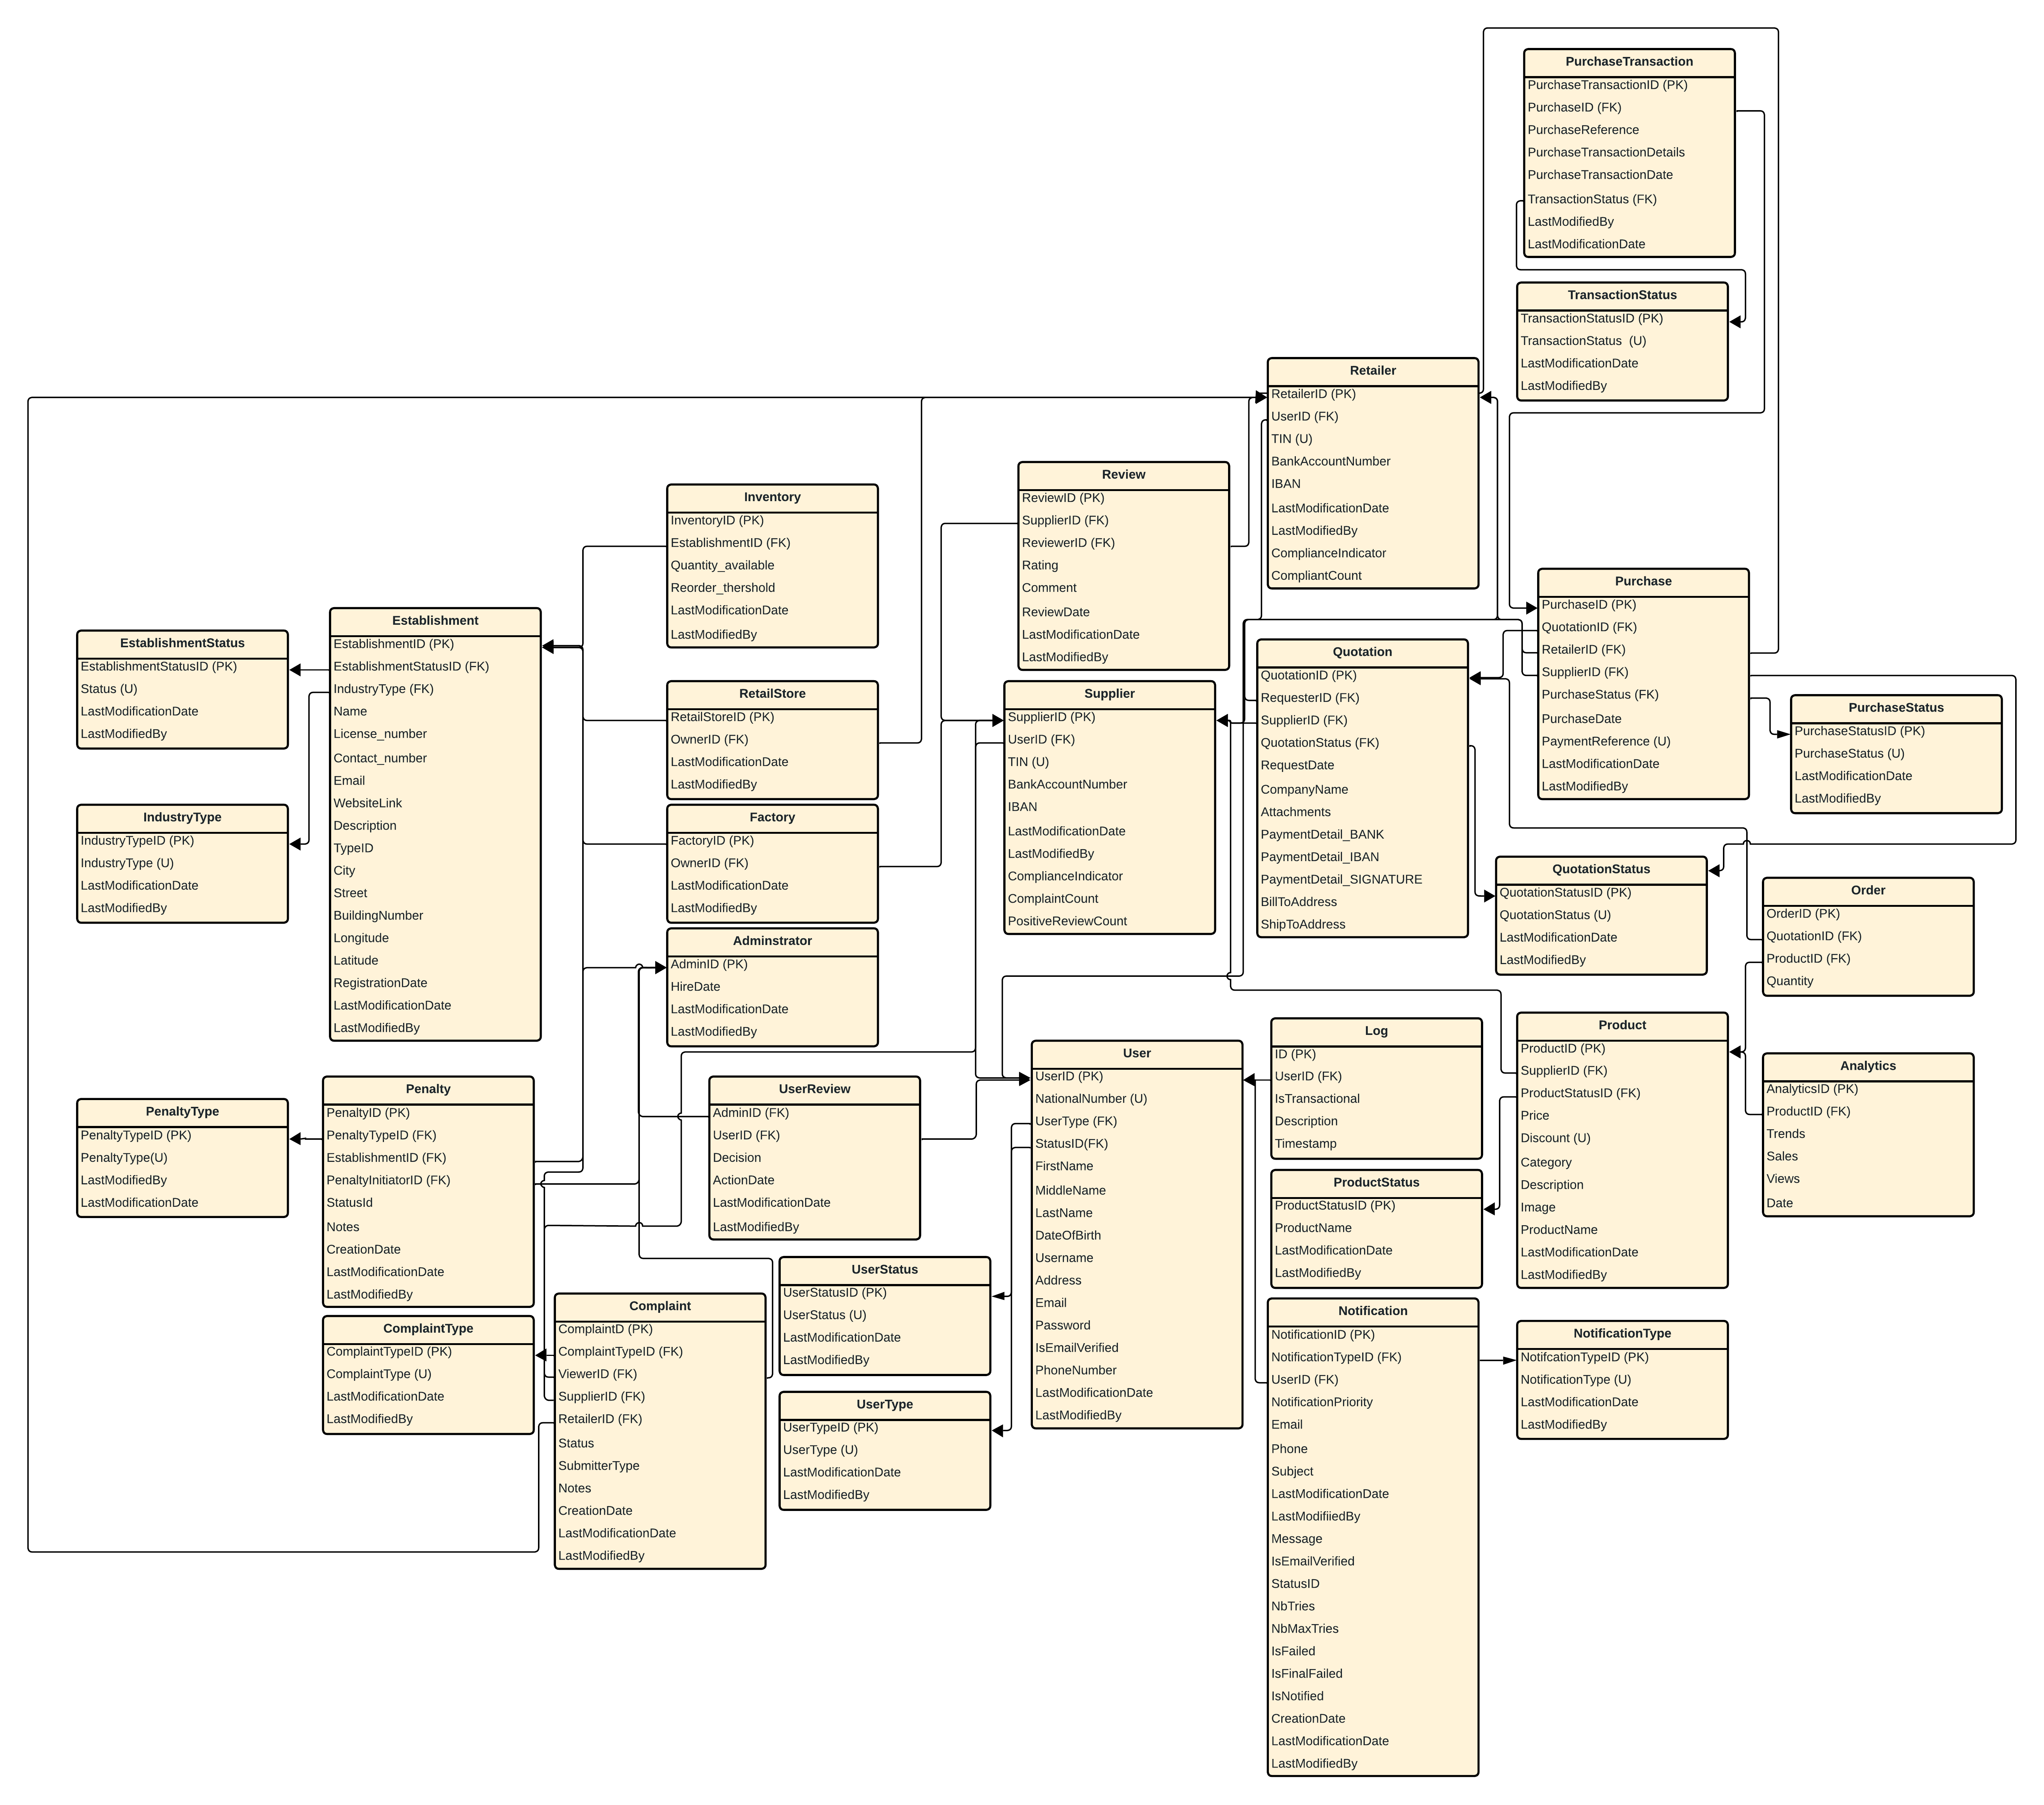 PurchaseTransaction
PurchaseTransactionID (PK)
PurchaseID (FK)
PurchaseReference
PurchaseTransactionDetails
PurchaseTransactionDate
TransactionStatus (FK)
LastModifiedBy
LastModificationDate
TransactionStatus
TransactionStatusID (PK)
TransactionStatus  (U)
LastModificationDate
LastModifiedBy
Retailer
RetailerID (PK)
UserID (FK)
TIN (U)
BankAccountNumber
IBAN
LastModificationDate
LastModifiedBy
ComplianceIndicator
CompliantCount
Review
ReviewID (PK)
SupplierID (FK)
ReviewerID (FK)
Rating
Comment
ReviewDate
LastModificationDate
LastModifiedBy
Inventory
InventoryID (PK)
EstablishmentID (FK)
Quantity_available
Reorder_thershold
LastModificationDate
LastModifiedBy
Purchase
PurchaseID (PK)
QuotationID (FK)
RetailerID (FK)
SupplierID (FK)
PurchaseStatus (FK)
PurchaseDate
PaymentReference (U)
LastModificationDate
LastModifiedBy
Establishment
EstablishmentID (PK)
EstablishmentStatusID (FK)
IndustryType (FK)
Name
License_number
Contact_number
Email
WebsiteLink
Description
TypeID
City
Street
BuildingNumber
Longitude
Latitude
RegistrationDate
LastModificationDate
LastModifiedBy
EstablishmentStatus
EstablishmentStatusID (PK)
Status (U)
LastModificationDate
LastModifiedBy
Quotation
QuotationID (PK)
RequesterID (FK)
SupplierID (FK)
QuotationStatus (FK)
RequestDate
CompanyName
Attachments
PaymentDetail_BANK
PaymentDetail_IBAN
PaymentDetail_SIGNATURE
BillToAddress
ShipToAddress
RetailStore
RetailStoreID (PK)
OwnerID (FK)
LastModificationDate
LastModifiedBy
Supplier
SupplierID (PK)
UserID (FK)
TIN (U)
BankAccountNumber
IBAN
LastModificationDate
LastModifiedBy
ComplianceIndicator
ComplaintCount
PositiveReviewCount
PurchaseStatus
PurchaseStatusID (PK)
PurchaseStatus (U)
LastModificationDate
LastModifiedBy
IndustryType
IndustryTypeID (PK)
IndustryType (U)
LastModificationDate
LastModifiedBy
Factory
FactoryID (PK)
OwnerID (FK)
LastModificationDate
LastModifiedBy
QuotationStatus
QuotationStatusID (PK)
QuotationStatus (U)
LastModificationDate
LastModifiedBy
Order
OrderID (PK)
QuotationID (FK)
ProductID (FK)
Quantity
Adminstrator
AdminID (PK)
HireDate
LastModificationDate
LastModifiedBy
Product
ProductID (PK)
SupplierID (FK)
ProductStatusID (FK)
Price
Discount (U)
Category
Description
Image
ProductName
LastModificationDate
LastModifiedBy
Log
ID (PK)
UserID (FK)
IsTransactional
Description
Timestamp
User
UserID (PK)
NationalNumber (U)
UserType (FK)
StatusID(FK)
FirstName
MiddleName
LastName
DateOfBirth
Username
Address
Email
Password
IsEmailVerified
PhoneNumber
LastModificationDate
LastModifiedBy
Analytics
AnalyticsID (PK)
ProductID (FK)
Trends
Sales
Views
Date
Penalty
PenaltyID (PK)
PenaltyTypeID (FK)
EstablishmentID (FK)
PenaltyInitiatorID (FK)
StatusId
Notes
CreationDate
LastModificationDate
LastModifiedBy
UserReview
AdminID (FK)
UserID (FK)
Decision
ActionDate
LastModificationDate
LastModifiedBy
PenaltyType
PenaltyTypeID (PK)
PenaltyType(U)
LastModifiedBy
LastModificationDate
ProductStatus
ProductStatusID (PK)
ProductName
LastModificationDate
LastModifiedBy
UserStatus
UserStatusID (PK)
UserStatus (U)
LastModificationDate
LastModifiedBy
Complaint
ComplaintD (PK)
ComplaintTypeID (FK)
ViewerID (FK)
SupplierID (FK)
RetailerID (FK)
Status
SubmitterType
Notes
CreationDate
LastModificationDate
LastModifiedBy
Notification
NotificationID (PK)
NotificationTypeID (FK)
UserID (FK)
NotificationPriority
Email
Phone
Subject
LastModificationDate
LastModifiiedBy
Message
IsEmailVerified
StatusID
NbTries
NbMaxTries
IsFailed
IsFinalFailed
IsNotified
CreationDate
LastModificationDate
LastModifiedBy
ComplaintType
ComplaintTypeID (PK)
ComplaintType (U)
LastModificationDate
LastModifiedBy
NotificationType
NotifcationTypeID (PK)
NotificationType (U)
LastModificationDate
LastModifiedBy
UserType
UserTypeID (PK)
UserType (U)
LastModificationDate
LastModifiedBy